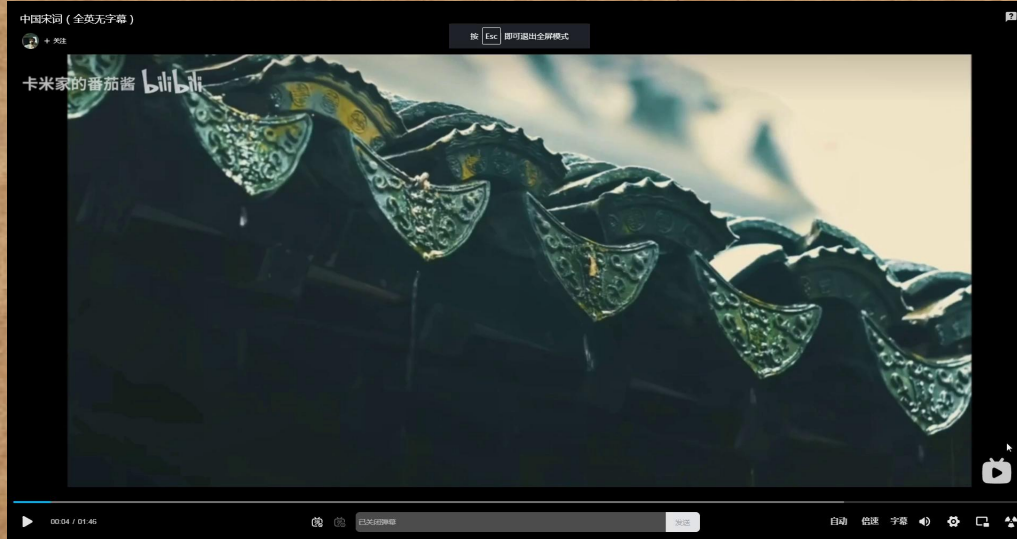 中国宋词（全英无字幕）
+ 关注
按 Esc 即可退出全屏模式
卡米家的番茄酱 bilibili
00:04 / 01:46
已关闭弹幕
发送
自动 倍速 字幕